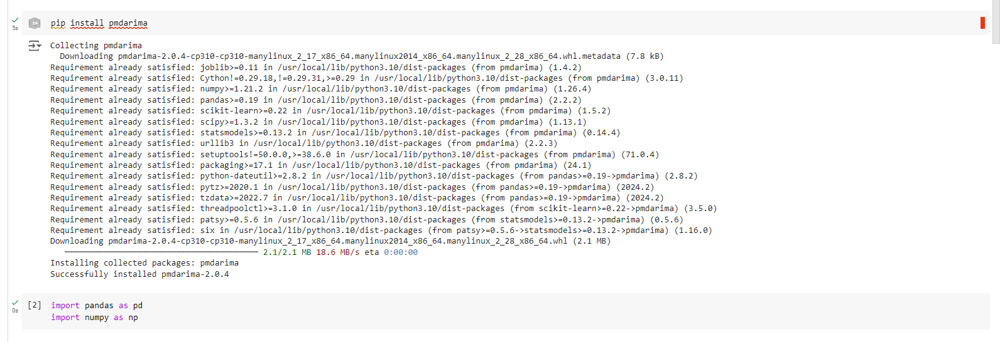 5s
pip install pmdarima
Collecting pmdarima
Downloading pmdarima-2.0.4-cp310-cp310-manylinux_2_17_x86_64.manylinux2014_x86_64.manylinux_2_28_x86_64.whl.metadata (7.8 kB)
Requirement already satisfied: joblib>=0.11 in /usr/local/lib/python3.10/dist-packages (from pmdarima) (1.4.2)
Requirement already satisfied: Cython!=0.29.18,!=0.29.31,>=0.29 in /usr/local/lib/python3.10/dist-packages (from pmdarima) (3.0.11)
Requirement already satisfied: numpy>=1.21.2 in /usr/local/lib/python3.10/dist-packages (from pmdarima) (1.26.4)
Requirement already satisfied: pandas>=0.19 in /usr/local/lib/python3.10/dist-packages (from pmdarima) (2.2.2)
Requirement already satisfied: scikit-learn>=0.22 in /usr/local/lib/python3.10/dist-packages (from pmdarima) (1.5.2)
Requirement already satisfied: scipy>=1.3.2 in /usr/local/lib/python3.10/dist-packages (from pmdarima) (1.13.1)
Requirement already satisfied: statsmodels>=0.13.2 in /usr/local/lib/python3.10/dist-packages (from pmdarima) (0.14.4)
Requirement already satisfied: urllib3 in /usr/local/lib/python3.10/dist-packages (from pmdarima) (2.2.3)
Requirement already satisfied: setuptools!=50.0.0,>=38.6.0 in /usr/local/lib/python3.10/dist-packages (from pmdarima) (71.0.4)
Requirement already satisfied: packaging>=17.1 in /usr/local/lib/python3.10/dist-packages (from pmdarima) (24.1)
Requirement already satisfied: python-dateutil>=2.8.2 in /usr/local/lib/python3.10/dist-packages (from pandas>=0.19->pmdarima) (2.8.2)
Requirement already satisfied: pytz>=2020.1 in /usr/local/lib/python3.10/dist-packages (from pandas>=0.19->pmdarima) (2024.2)
Requirement already satisfied: tzdata>=2022.7 in /usr/local/lib/python3.10/dist-packages (from pandas>=0.19->pmdarima) (2024.2)
Requirement already satisfied: threadpoolctl>=3.1.0 in /usr/local/lib/python3.10/dist-packages (from scikit-learn>=0.22->pmdarima) (3.5.0)
Requirement already satisfied: patsy>=0.5.6 in /usr/local/lib/python3.10/dist-packages (from statsmodels>=0.13.2->pmdarima) (0.5.6)
Requirement already satisfied: six in /usr/local/lib/python3.10/dist-packages (from patsy>=0.5.6->statsmodels>=0.13.2->pmdarima) (1.16.0)
Downloading pmdarima-2.0.4-cp310-cp310-manylinux_2_17_x86_64.manylinux2014_x86_64.manylinux_2_28_x86_64.whl (2.1 MB)
2.1/2.1 MB 18.6 MB/s eta 0:00:00
Installing collected packages: pmdarima
Successfully installed pmdarima-2.0.4
0s
[2] import pandas as pd
import numpy as np